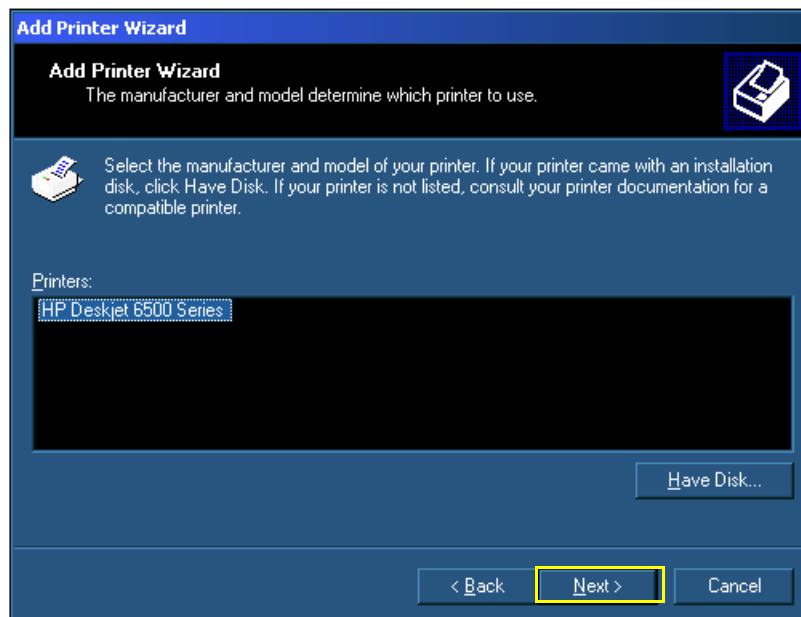 Add Printer Wizard
Add Printer Wizard
The manufacturer and model determine which printer to use.
Select the manufacturer and model of your printer. If your printer came with an installation
disk, click Have Disk. If your printer is not listed, consult your printer documentation for a
compatible printer.
Printers:
HP Deskjet 6500 Series
Have Disk...
< Back
Next >
Cancel